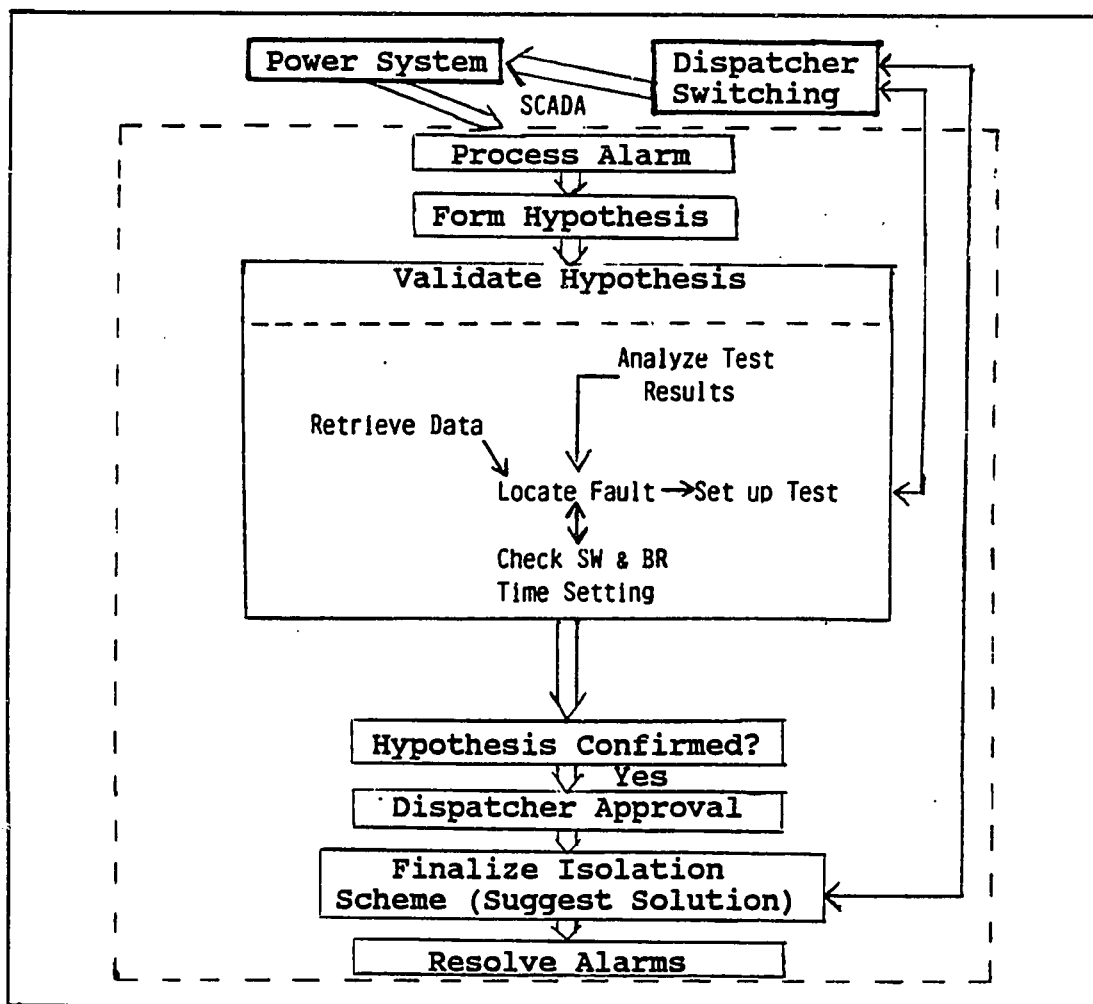 Power System
Dispatcher
Switching
SCADA
Process Alarm
Form Hypothesis
Validate Hypothesis
Analyze Test
Results
Retrieve Data
Locate Fault
Set up Test
Check SW & BR
Time Setting
Hypothesis Confirmed?
Yes
Dispatcher Approval
Finalize Isolation
Scheme (Suggest Solution)
Resolve Alarms